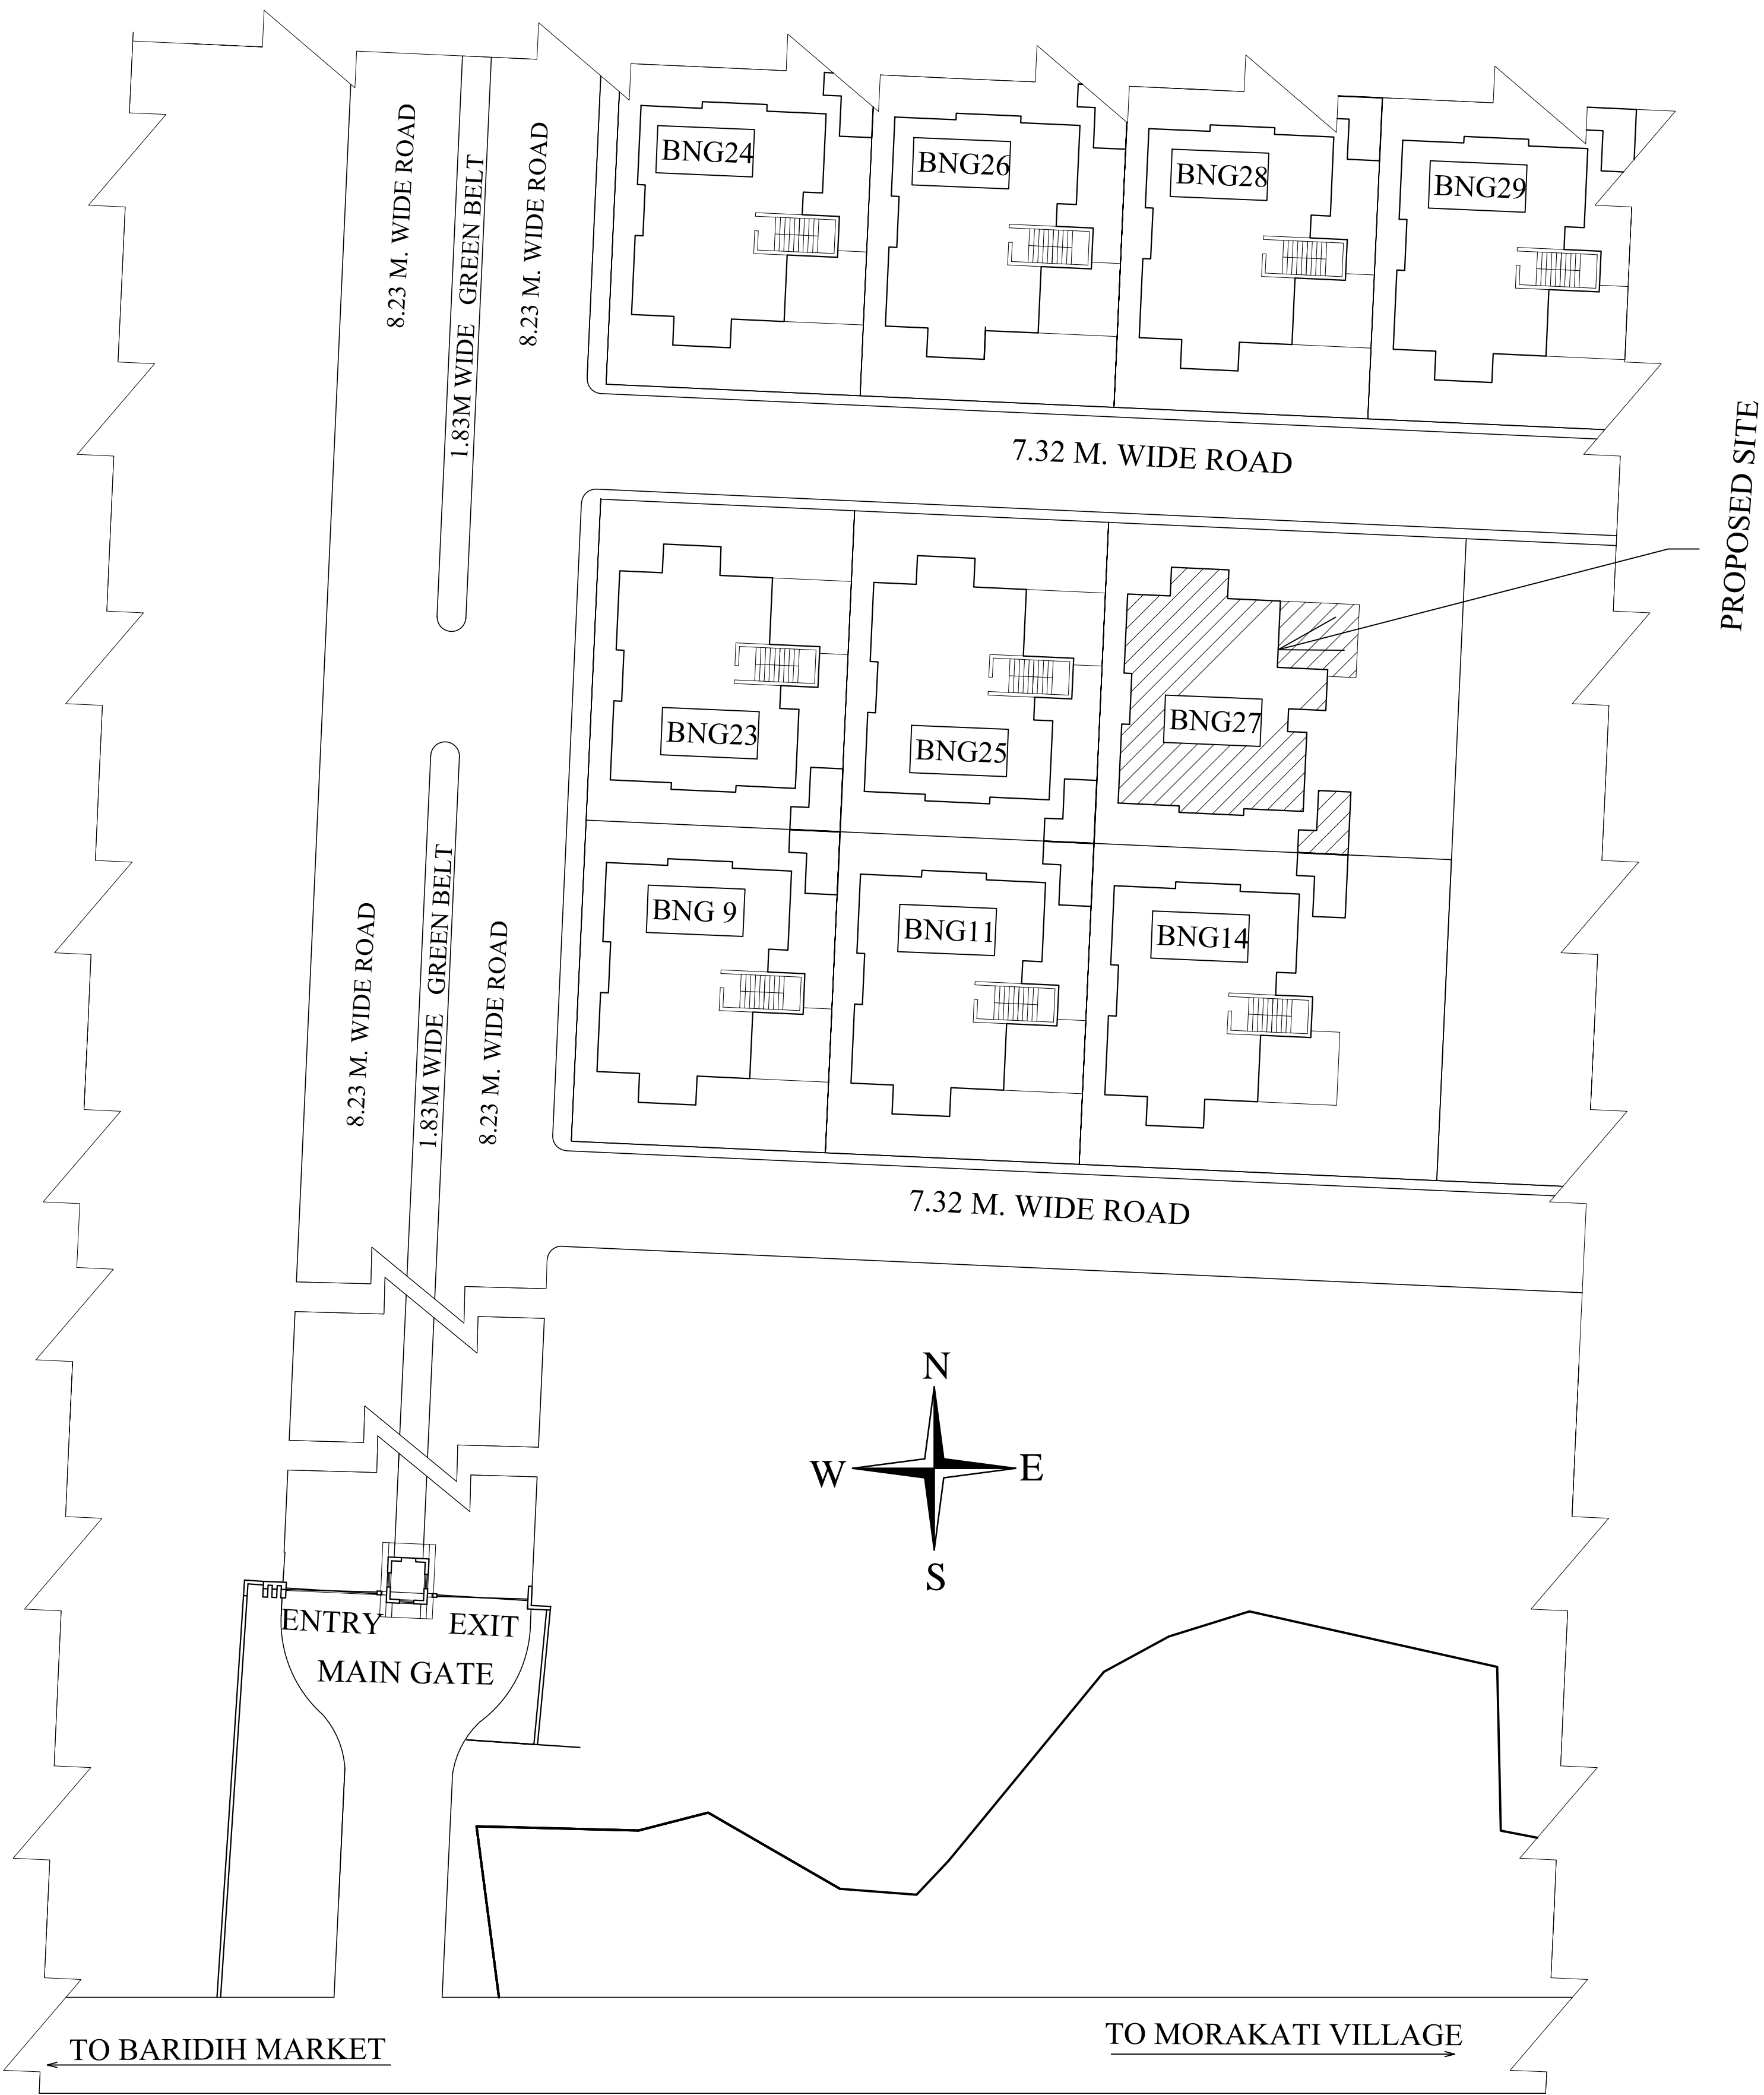 8.23 M. WIDE ROAD
1.83M WIDE GREEN BELT
8.23 M. WIDE ROAD
BNG24
BNG26
BNG28
BNG29
7.32 M. WIDE ROAD
PROPOSED SITE
BNG23
BNG25
BNG27
BNG 9
BNG11
BNG14
8.23 M. WIDE ROAD
1.83M WIDE GREEN BELT
8.23 M. WIDE ROAD
7.32 M. WIDE ROAD
N
W
E
S
ENTRY
EXIT
MAIN GATE
TO BARIDIH MARKET
TO MORAKATI VILLAGE